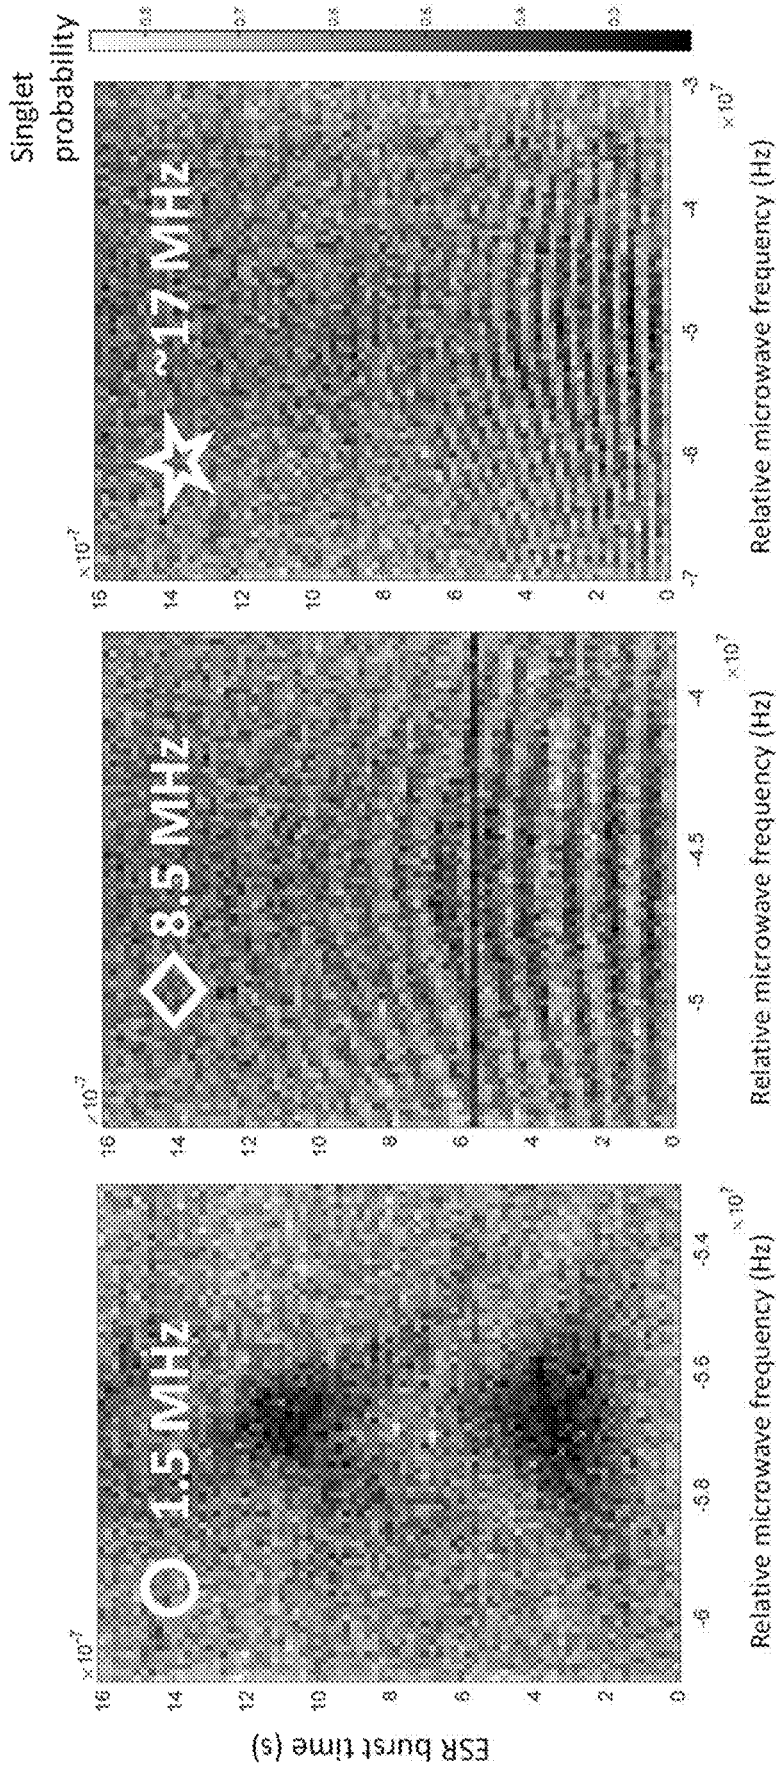 ESR burst time (s)
×10⁻⁷
16
14
12
10
8
6
4
2
0
1.5 MHz
-6 -5.8 -5.6 -5.4
×10⁷
Relative microwave frequency (Hz)
×10⁻⁷
16
14
12
10
8
6
4
2
0
8.5 MHz
-5 -4.5 -4
×10⁷
Relative microwave frequency (Hz)
×10⁻⁷
16
14
12
10
8
6
4
2
0
~17 MHz
-7 -6 -5 -4 -3
×10⁷
Relative microwave frequency (Hz)
Singlet
probability